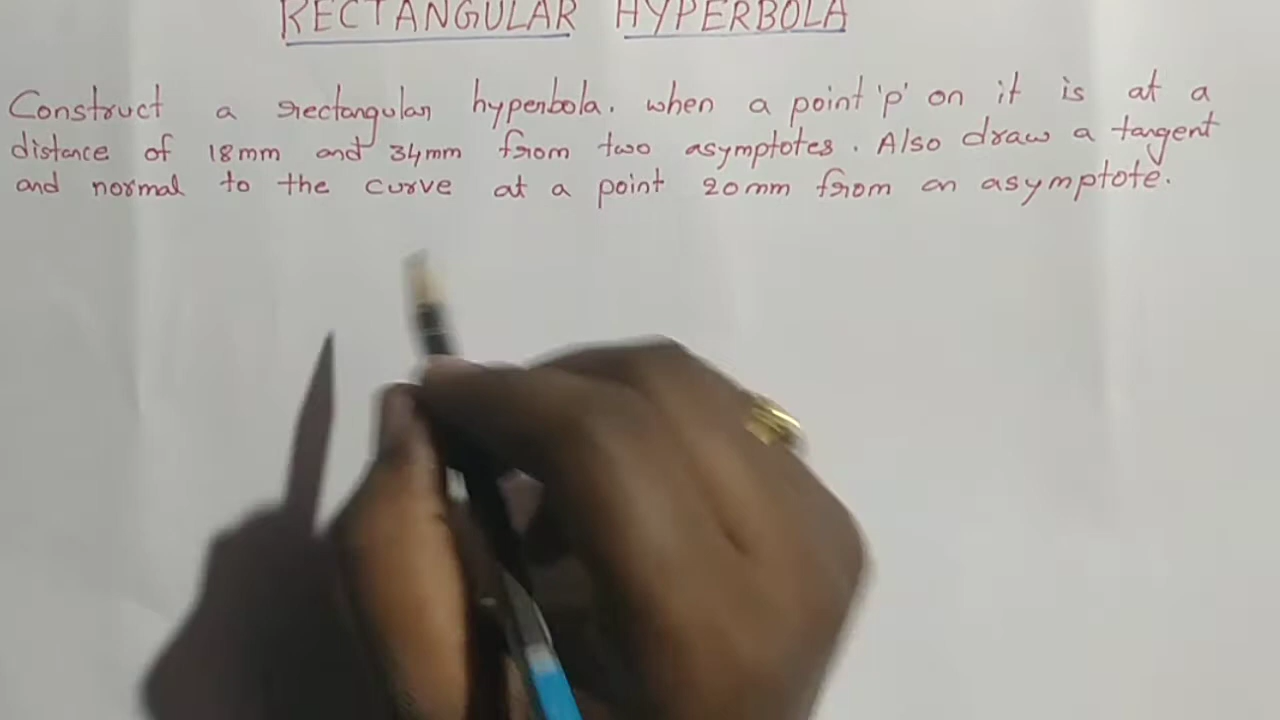 RECTANGULAR HYPERBOLA
Construct a rectangular hyperbola. when a point 'p' on it is at a
distance of 18mm and 34mm from two asymptotes. Also draw a tangent
and normal to the curve at a point 20mm from an asymptote.